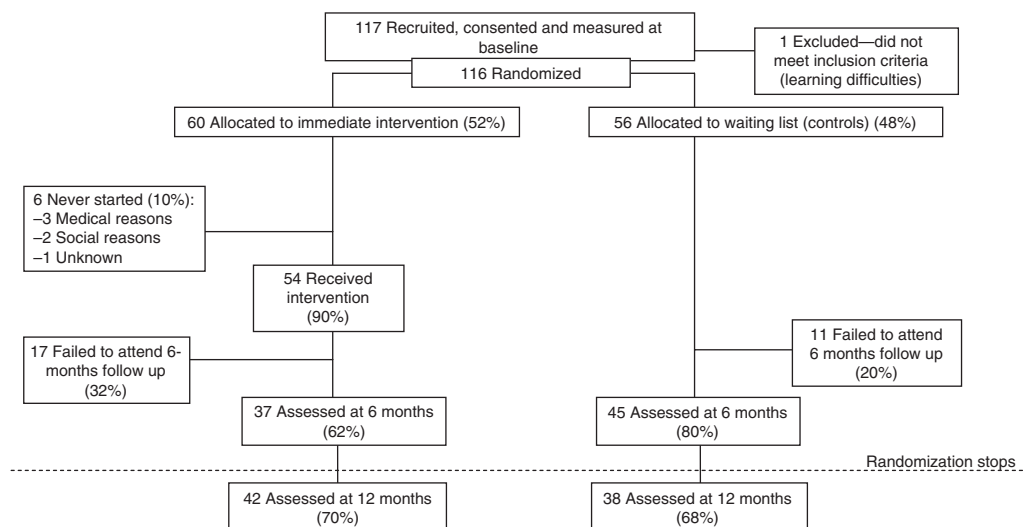 117 Recruited, consented and measured at
baseline
1 Excluded—did not
meet inclusion criteria
(learning difficulties)
116 Randomized
60 Allocated to immediate intervention (52%)
56 Allocated to waiting list (controls) (48%)
6 Never started (10%):
–3 Medical reasons
–2 Social reasons
–1 Unknown
54 Received
intervention
(90%)
17 Failed to attend 6-
months follow up
(32%)
11 Failed to attend
6 months follow up
(20%)
37 Assessed at 6 months
(62%)
45 Assessed at 6 months
(80%)
Randomization stops
42 Assessed at 12 months
(70%)
38 Assessed at 12 months
(68%)